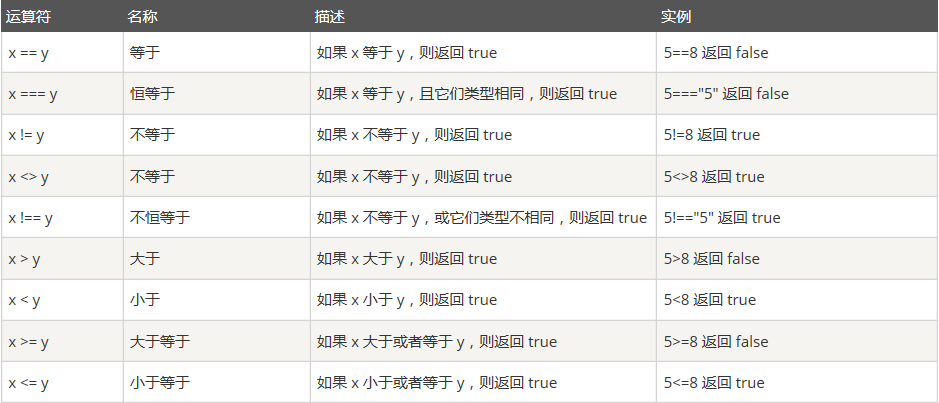 运算符 名称 描述 实例
x == y 等于 如果 x 等于 y，则返回 true 5==8 返回 false
x === y 恒等于 如果 x 等于 y，且它们类型相同，则返回 true 5==="5" 返回 false
x != y 不等于 如果 x 不等于 y，则返回 true 5!=8 返回 true
x <> y 不等于 如果 x 不等于 y，则返回 true 5<>8 返回 true
x !== y 不恒等于 如果 x 不等于 y，或它们类型不相同，则返回 true 5!=="5" 返回 true
x > y 大于 如果 x 大于 y，则返回 true 5>8 返回 false
x < y 小于 如果 x 小于 y，则返回 true 5<8 返回 true
x >= y 大于等于 如果 x 大于或者等于 y，则返回 true 5>=8 返回 false
x <= y 小于等于 如果 x 小于或者等于 y，则返回 true 5<=8 返回 true